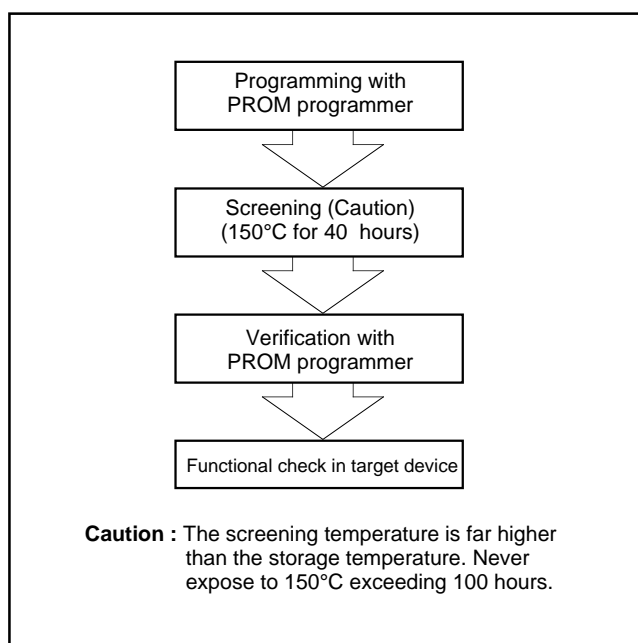 Programming with
PROM programmer
Screening (Caution)
(150°C for 40 hours)
Verification with
PROM programmer
Functional check in target device
Caution : The screening temperature is far higher
than the storage temperature. Never
expose to 150°C exceeding 100 hours.